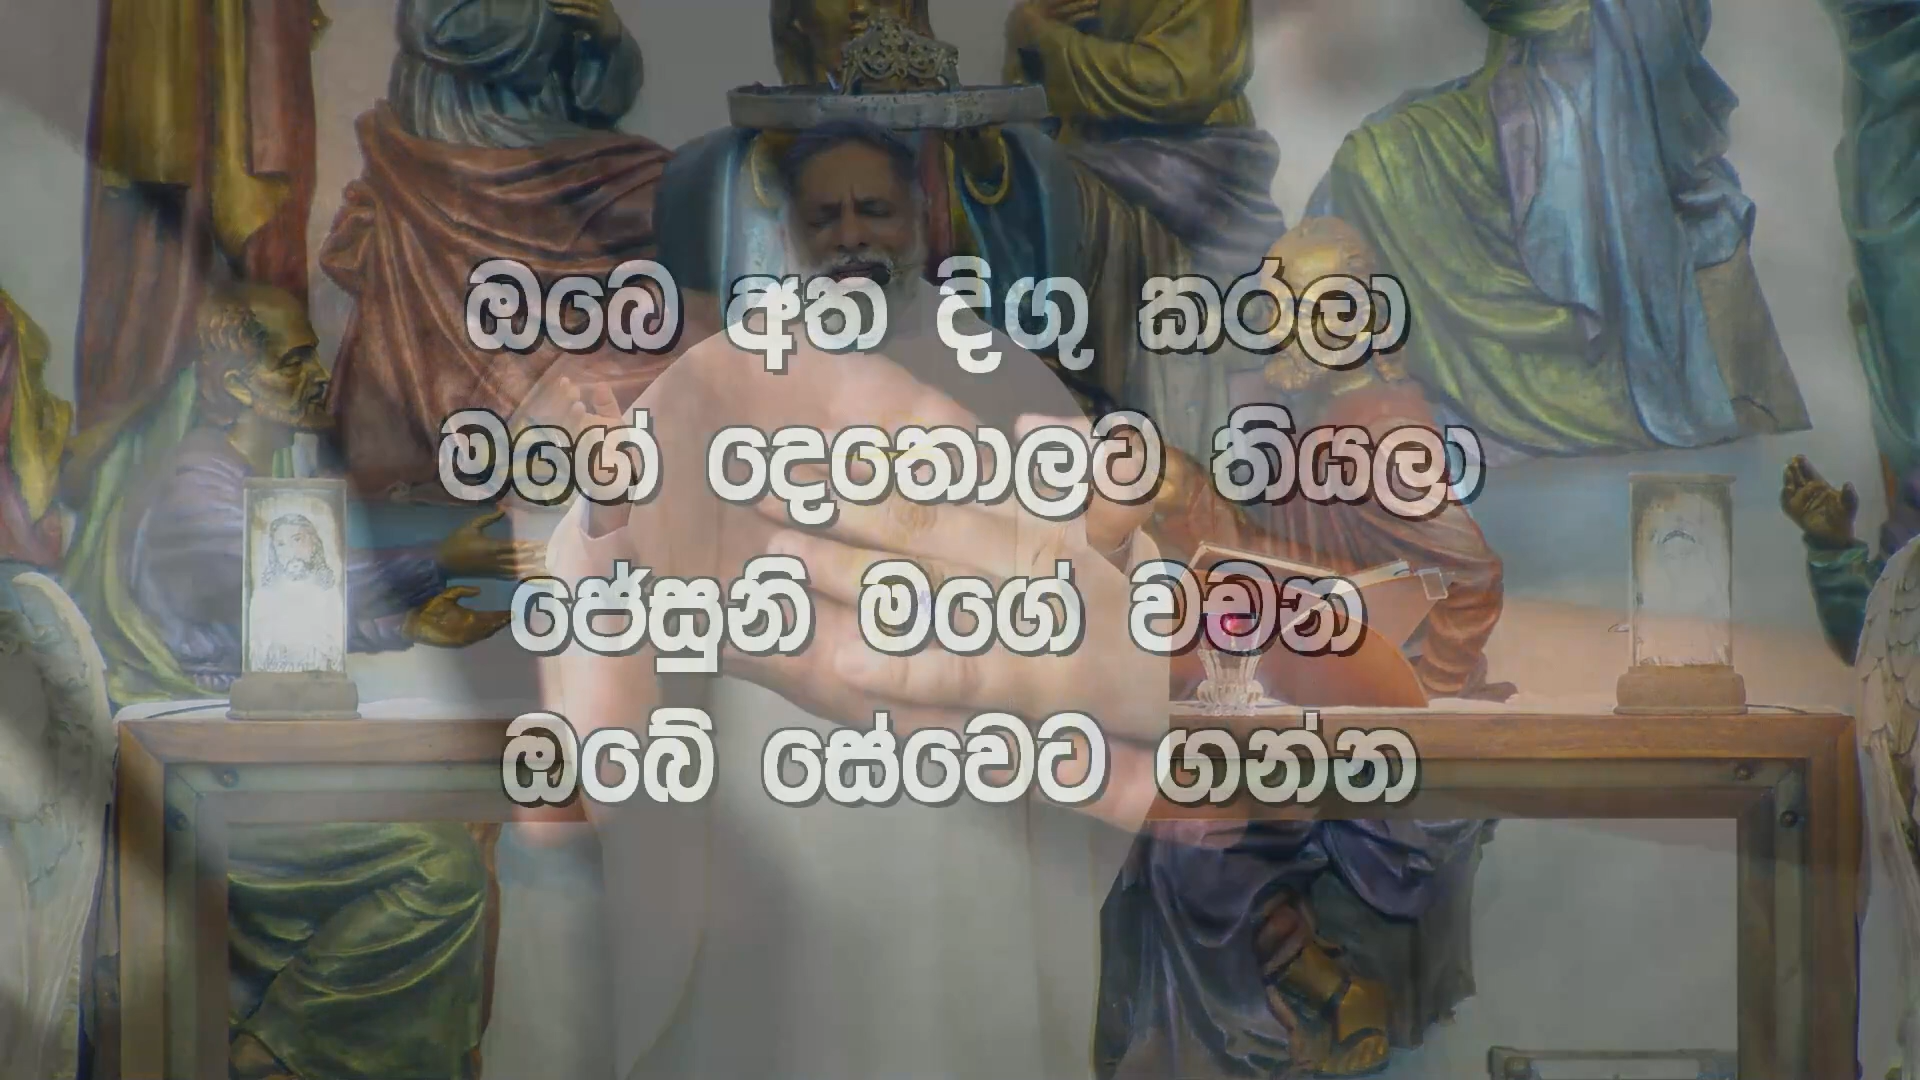 ඔබෙ අත දිගු කරලා
මගේ දෙතොලට තියලා
ජේසුනි මගේ වචන
ඔබේ සේවෙට ගන්න